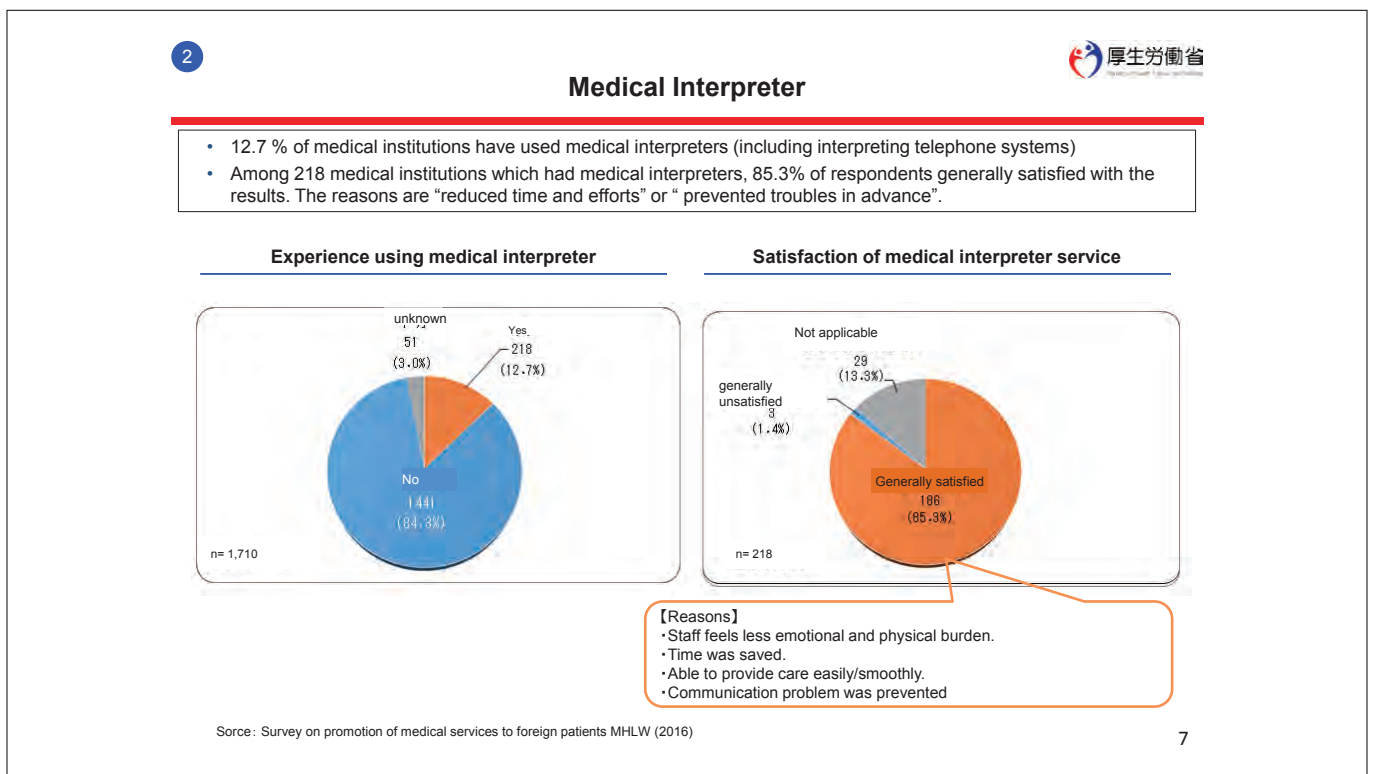 2
厚生労働省
Medical Interpreter
• 12.7 % of medical institutions have used medical interpreters (including interpreting telephone systems)
• Among 218 medical institutions which had medical interpreters, 85.3% of respondents generally satisfied with the
results. The reasons are “reduced time and efforts” or “ prevented troubles in advance”.
Experience using medical interpreter
unknown
51
(3.0%)
Yes
218
(12.7%)
No
1441
(84.3%)
n= 1,710
Satisfaction of medical interpreter service
Not applicable
29
(13.3%)
generally
unsatisfied
3
(1.4%)
Generally satisfied
186
(85.3%)
n= 218
【Reasons】
・Staff feels less emotional and physical burden.
・Time was saved.
・Able to provide care easily/smoothly.
・Communication problem was prevented
Sorce: Survey on promotion of medical services to foreign patients MHLW (2016)
7